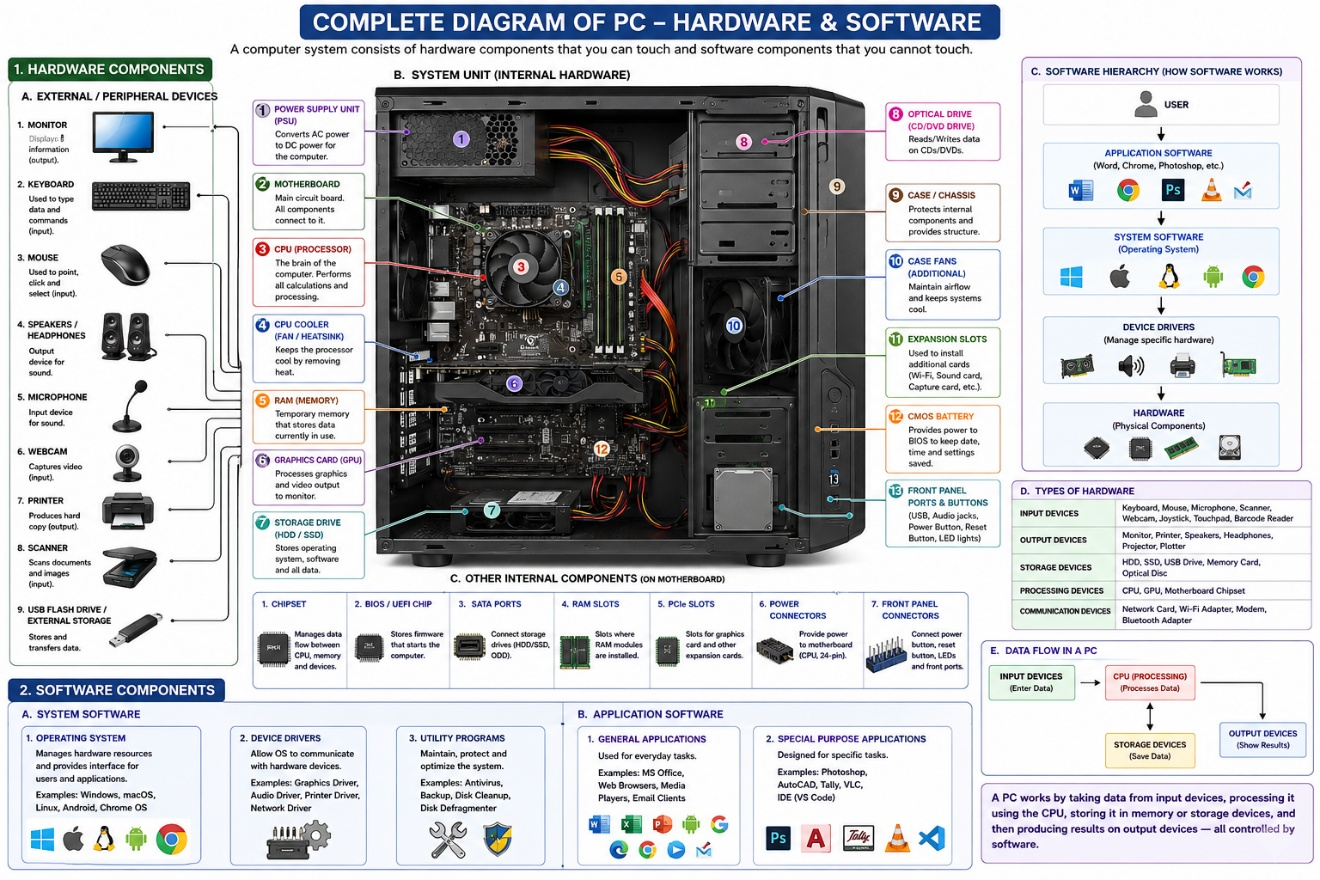 COMPLETE DIAGRAM OF PC – HARDWARE & SOFTWARE
A computer system consists of hardware components that you can touch and software components that you cannot touch.
1. HARDWARE COMPONENTS
A. EXTERNAL / PERIPHERAL DEVICES
1. MONITOR
information
(output).
2. KEYBOARD
Used to type
data and
commands
(input).
3. MOUSE
Used to point,
click and
select (input).
4. SPEAKERS /
HEADPHONES
Output
device for
sound.
5. MICROPHONE
Input device
for sound.
6. WEBCAM
Captures video
(input).
7. PRINTER
Produces hard
copy (output).
8. SCANNER
Scans documents
and images
(input).
9. USB FLASH DRIVE /
EXTERNAL STORAGE
Stores and
transfers data.
B. SYSTEM UNIT (INTERNAL HARDWARE)
1 POWER SUPPLY UNIT
(PSU)
Converts AC power
to DC power for
the computer.
2 MOTHERBOARD
Main circuit board.
All components
connect to it.
3 CPU (PROCESSOR)
The brain of the
computer. Performs
all calculations and
processing.
4 CPU COOLER
(FAN / HEATSINK)
Keeps the processor
cool by removing
heat.
5 RAM (MEMORY)
Temporary memory
that stores data
currently in use.
6 GRAPHICS CARD (GPU)
Processes graphics
and video output
to monitor.
7 STORAGE DRIVE
(HDD / SSD)
Stores operating
system, software
and all data.
1
3
4
6
7
8
9
10
12
13
8 OPTICAL DRIVE
(CD/DVD DRIVE)
Reads/Writes data
on CDs/DVDs.
9 CASE / CHASSIS
Protects internal
components and
provides structure.
10 CASE FANS
(ADDITIONAL)
Maintain airflow
and keeps systems
cool.
11 EXPANSION SLOTS
Used to install
additional cards
(Wi-Fi, Sound card,
Capture card, etc.).
12 CMOS BATTERY
Provides power to
BIOS to keep date,
time and settings
saved.
13 FRONT PANEL
PORTS & BUTTONS
(USB, Audio jacks,
Power Button, Reset
Button, LED lights)
C. OTHER INTERNAL COMPONENTS (ON MOTHERBOARD)
1. CHIPSET
Manages data
flow between
CPU, memory
and devices.
2. BIOS / UEFI CHIP
Stores firmware
that starts the
computer.
3. SATA PORTS
Connect storage
drives (HDD/SSD,
ODD).
4. RAM SLOTS
Slots where
RAM modules
are installed.
5. PCIe SLOTS
Slots for graphics
card and other
expansion cards.
6. POWER
CONNECTORS
Provide power
to motherboard
(CPU, 24-pin).
7. FRONT PANEL
CONNECTORS
Connect power
button, reset
button, LEDs
and front ports.
2. SOFTWARE COMPONENTS
A. SYSTEM SOFTWARE
1. OPERATING SYSTEM
Manages hardware resources
and provides interface for
users and applications.
Examples: Windows, macOS,
Linux, Android, Chrome OS
2. DEVICE DRIVERS
Allow OS to communicate
with hardware devices.
Examples: Graphics Driver,
Audio Driver, Printer Driver,
Network Driver
3. UTILITY PROGRAMS
Maintain, protect and
optimize the system.
Examples: Antivirus,
Backup, Disk Cleanup,
Disk Defragmenter
B. APPLICATION SOFTWARE
1. GENERAL APPLICATIONS
Used for everyday tasks.
Examples: MS Office,
Web Browsers, Media
Players, Email Clients
2. SPECIAL PURPOSE APPLICATIONS
Designed for specific tasks.
Examples: Photoshop,
AutoCAD, Tally, VLC,
IDE (VS Code)
Ps
A
Tally
C. SOFTWARE HIERARCHY (HOW SOFTWARE WORKS)
USER
APPLICATION SOFTWARE
(Word, Chrome, Photoshop, etc.)
W
Ps
SYSTEM SOFTWARE
(Operating System)
DEVICE DRIVERS
(Manage specific hardware)
HARDWARE
(Physical Components)
D. TYPES OF HARDWARE
INPUT DEVICES
Keyboard, Mouse, Microphone, Scanner,
Webcam, Joystick, Touchpad, Barcode Reader
OUTPUT DEVICES
Monitor, Printer, Speakers, Headphones,
Projector, Plotter
STORAGE DEVICES
HDD, SSD, USB Drive, Memory Card,
Optical Disc
PROCESSING DEVICES
CPU, GPU, Motherboard Chipset
COMMUNICATION DEVICES
Network Card, Wi-Fi Adapter, Modem,
Bluetooth Adapter
E. DATA FLOW IN A PC
INPUT DEVICES
(Enter Data)
CPU (PROCESSING)
(Processes Data)
STORAGE DEVICES
(Save Data)
OUTPUT DEVICES
(Show Results)
A PC works by taking data from input devices, processing it
using the CPU, storing it in memory or storage devices, and
then producing results on output devices — all controlled by
software.